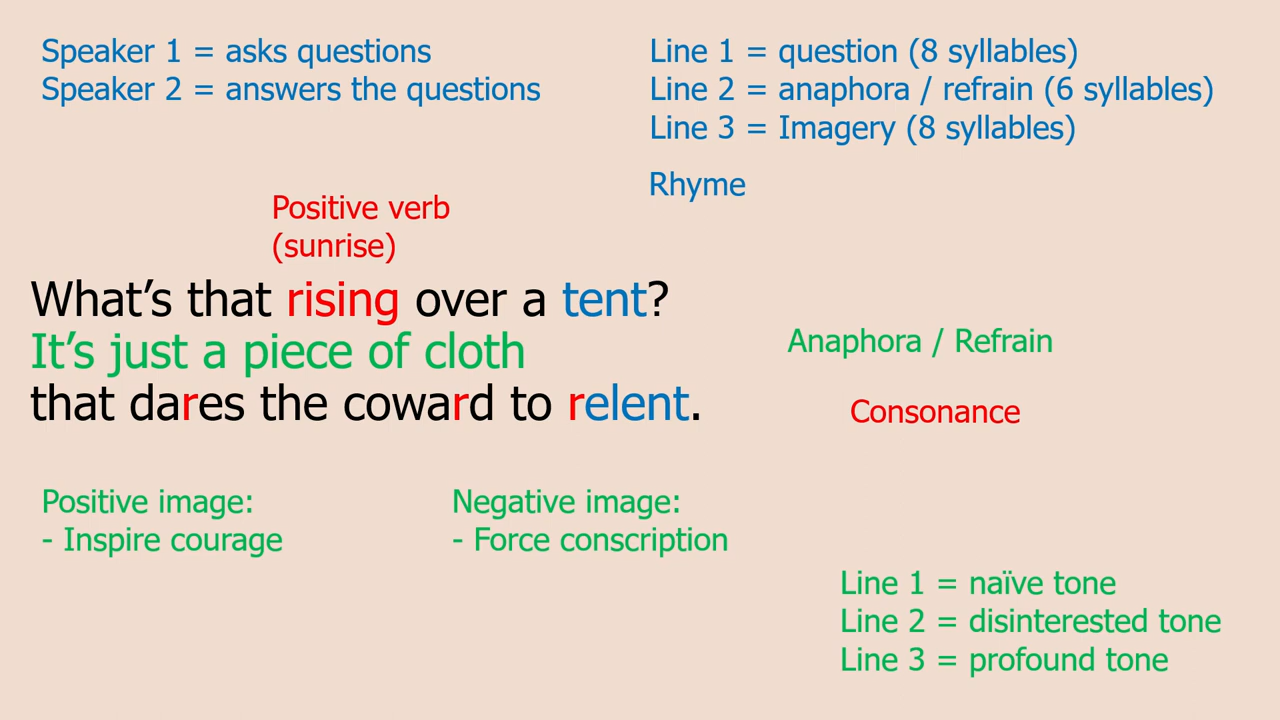 Speaker 1 = asks questions
Speaker 2 = answers the questions
Line 1 = question (8 syllables)
Line 2 = anaphora / refrain (6 syllables)
Line 3 = Imagery (8 syllables)
Rhyme
Positive verb
(sunrise)
What’s that rising over a tent?
It’s just a piece of cloth
that dares the coward to relent.
Anaphora / Refrain
Consonance
Positive image:
- Inspire courage
Negative image:
- Force conscription
Line 1 = naïve tone
Line 2 = disinterested tone
Line 3 = profound tone